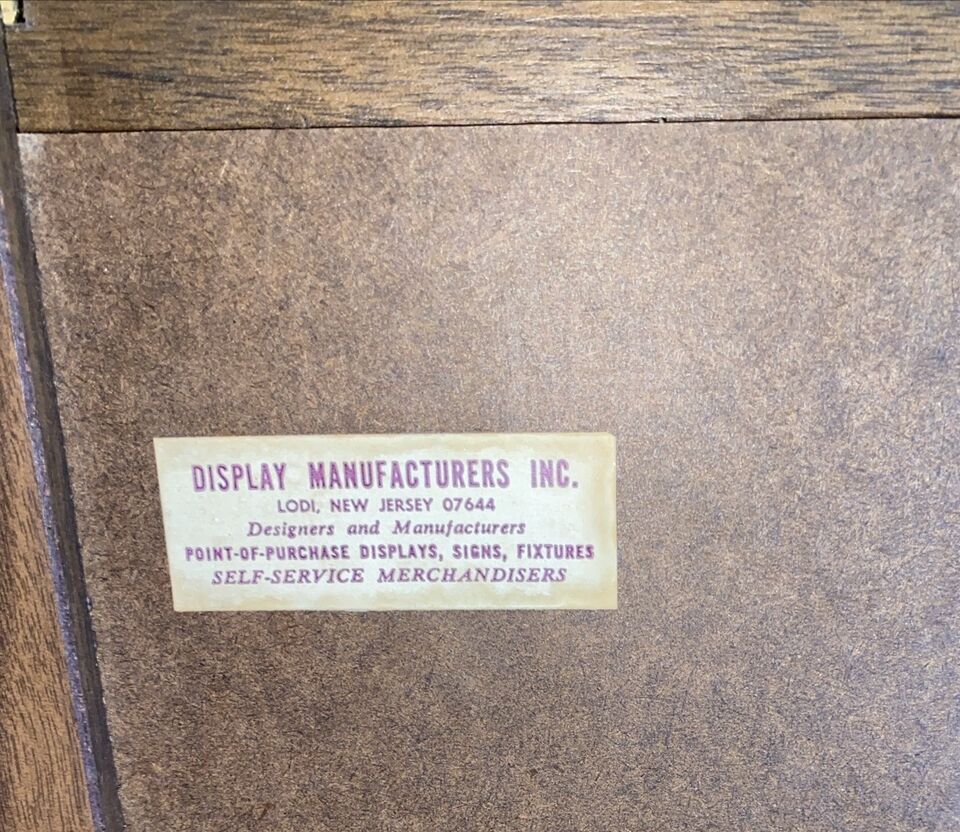 DISPLAY MANUFACTURERS INC.
LODI, NEW JERSEY 07644
Designers and Manufacturers
POINT-OF-PURCHASE DISPLAYS, SIGNS, FIXTURES
SELF-SERVICE MERCHANDISERS